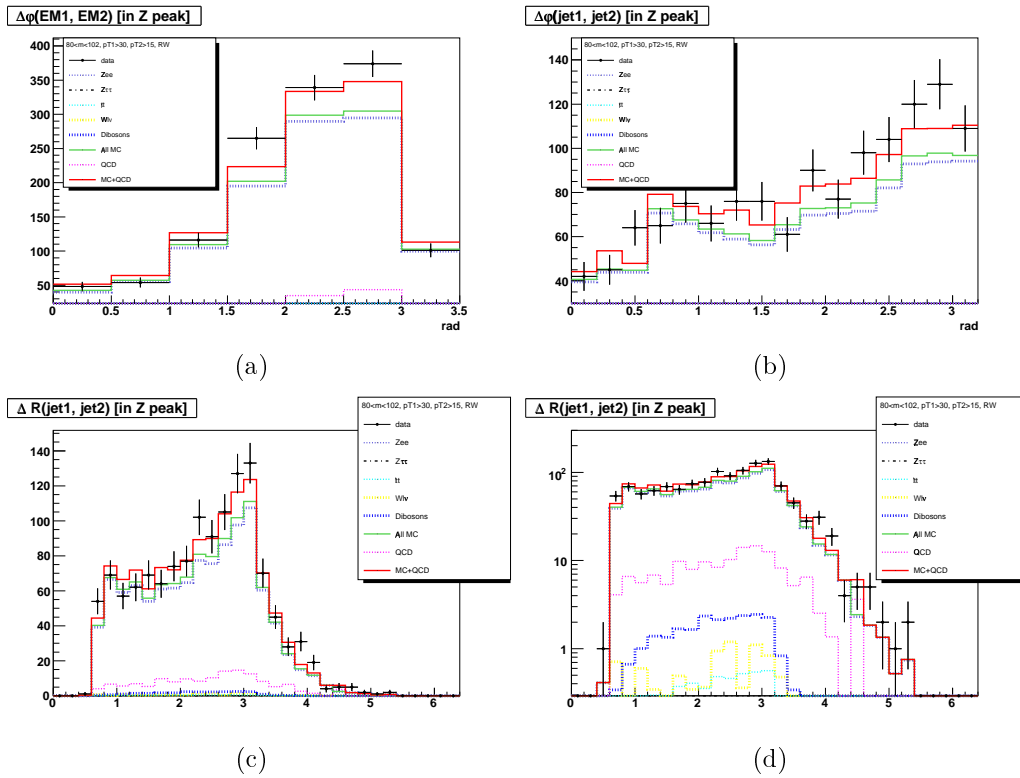 Δφ(EM1, EM2) [in Z peak]
80<m<102, pT1>30, pT2>15, RW
data
Zee
Zττ
tt
Wlν
Dibosons
All MC
QCD
MC+QCD
400
350
300
250
200
150
100
50
0 0.5 1 1.5 2 2.5 3 3.5
rad
(a)
Δφ(jet1, jet2) [in Z peak]
80<m<102, pT1>30, pT2>15, RW
data
Zee
Zττ
tt
Wlν
Dibosons
All MC
QCD
MC+QCD
140
120
100
80
60
40
0 0.5 1 1.5 2 2.5 3
rad
(b)
Δ R(jet1, jet2) [in Z peak]
80<m<102, pT1>30, pT2>15, RW
data
Zee
Zττ
tt
Wlν
Dibosons
All MC
QCD
MC+QCD
140
120
100
80
60
40
20
0
0 1 2 3 4 5 6
(c)
Δ R(jet1, jet2) [in Z peak]
80<m<102, pT1>30, pT2>15, RW
data
Zee
Zττ
tt
Wlν
Dibosons
All MC
QCD
MC+QCD
10²
10
1
0 1 2 3 4 5 6
(d)